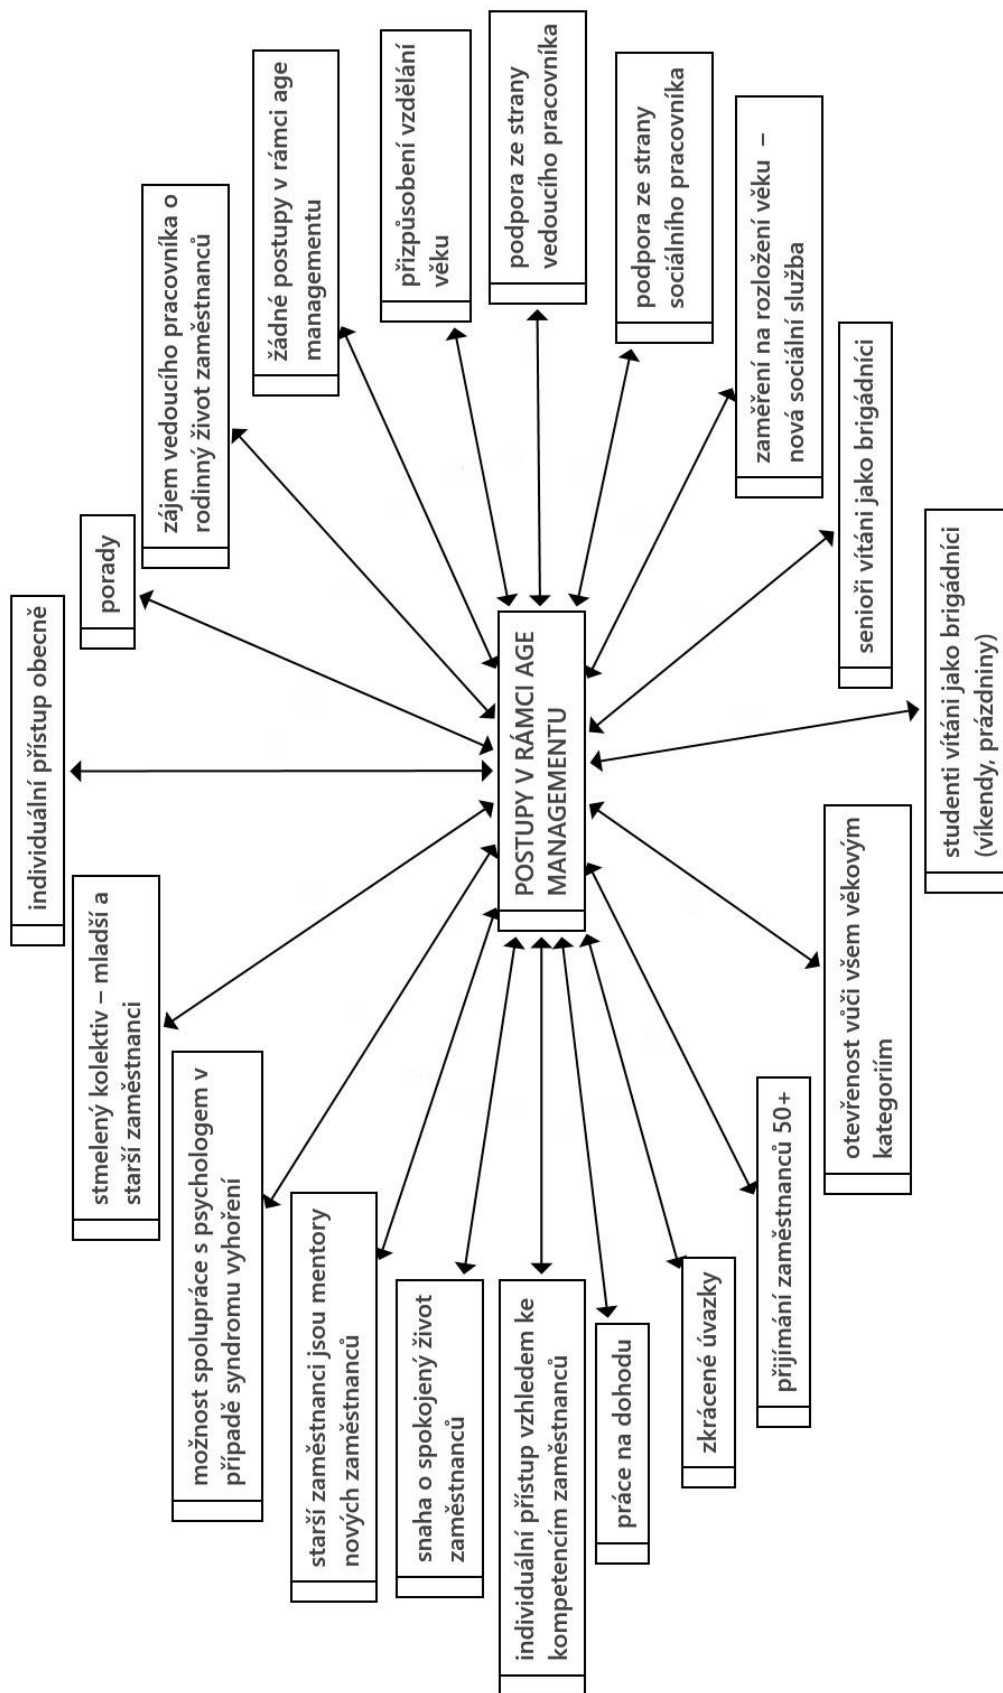 individuální přístup obecně
porady
zájem vedoucího pracovníka o
rodinný život zaměstnanců
žádné postupy v rámci age
managementu
přizpůsobení vzdělání
věku
podpora ze strany
vedoucího pracovníka
podpora ze strany
sociálního pracovníka
zaměření na rozložení věku –
nová sociální služba
senioři vítáni jako brigádníci
studenti vítáni jako brigádníci
(víkendy, prázdniny)
otevřenost vůči všem věkovým
kategoriím
přijímání zaměstnanců 50+
zkrácené úvazky
práce na dohodu
individuální přístup vzhledem ke
kompetencím zaměstnanců
snaha o spokojený život
zaměstnanců
starší zaměstnanci jsou mentory
nových zaměstnanců
možnost spolupráce s psychologem v
případě syndromu vyhoření
stmelený kolektiv – mladší a
starší zaměstnanci
POSTUPY V RÁMCI AGE
MANAGEMENTU